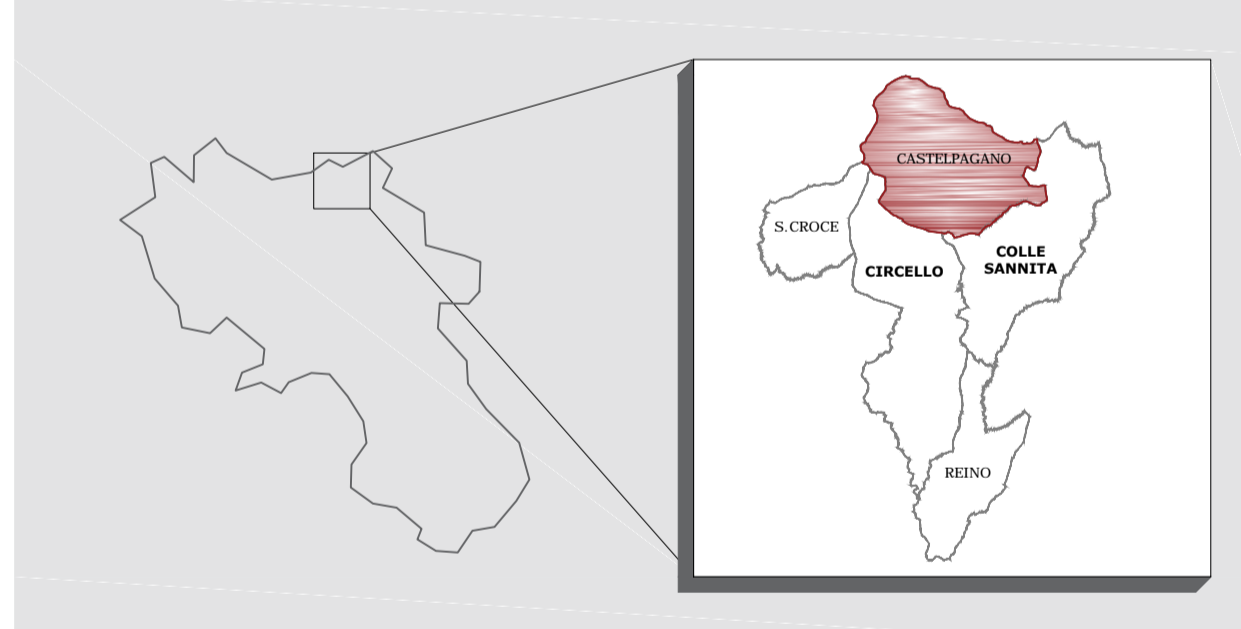 CASTELPAGANO
S.CROCE
CIRCELLO
COLLE
SANNITA
REINO